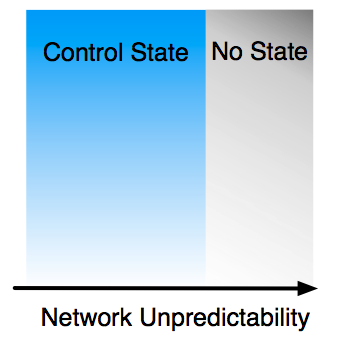 Control State No State
Network Unpredictability